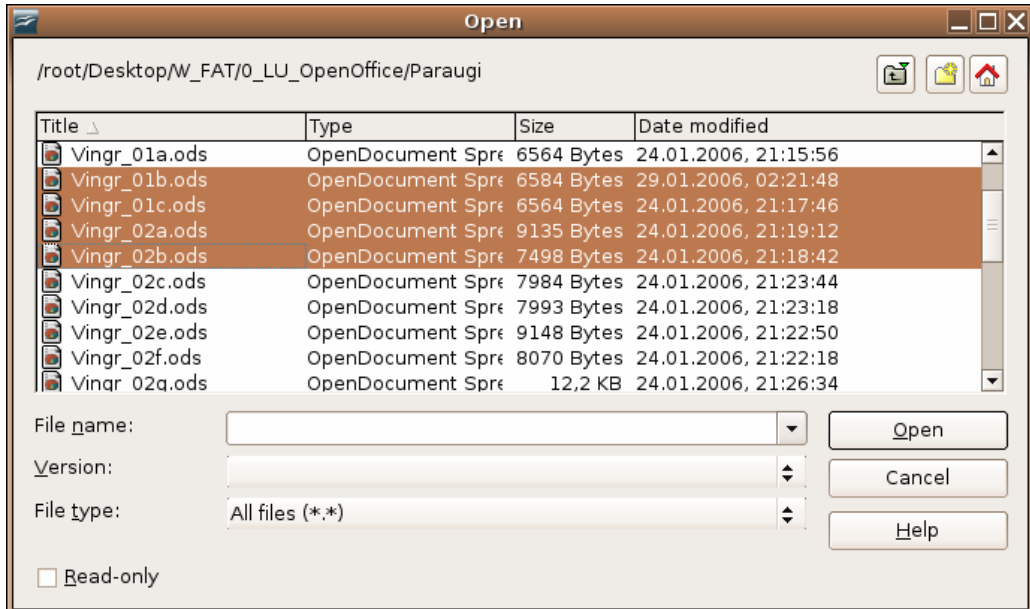 Open
/root/Desktop/W_FAT/0_LU_OpenOffice/Paraugi
Title Type Size Date modified
Vingr_01a.ods OpenDocument Spre 6564 Bytes 24.01.2006, 21:15:56
Vingr_01b.ods OpenDocument Spre 6584 Bytes 29.01.2006, 02:21:48
Vingr_01c.ods OpenDocument Spre 6564 Bytes 24.01.2006, 21:17:46
Vingr_02a.ods OpenDocument Spre 9135 Bytes 24.01.2006, 21:19:12
Vingr_02b.ods OpenDocument Spre 7498 Bytes 24.01.2006, 21:18:42
Vingr_02c.ods OpenDocument Spre 7984 Bytes 24.01.2006, 21:23:44
Vingr_02d.ods OpenDocument Spre 7993 Bytes 24.01.2006, 21:23:18
Vingr_02e.ods OpenDocument Spre 9148 Bytes 24.01.2006, 21:22:50
Vingr_02f.ods OpenDocument Spre 8070 Bytes 24.01.2006, 21:22:18
Vingr_02g.ods OpenDocument Spre 12,2 KB 24.01.2006, 21:26:34
File name: Open
Version: Cancel
File type: All files (*.*)
Help
Read-only